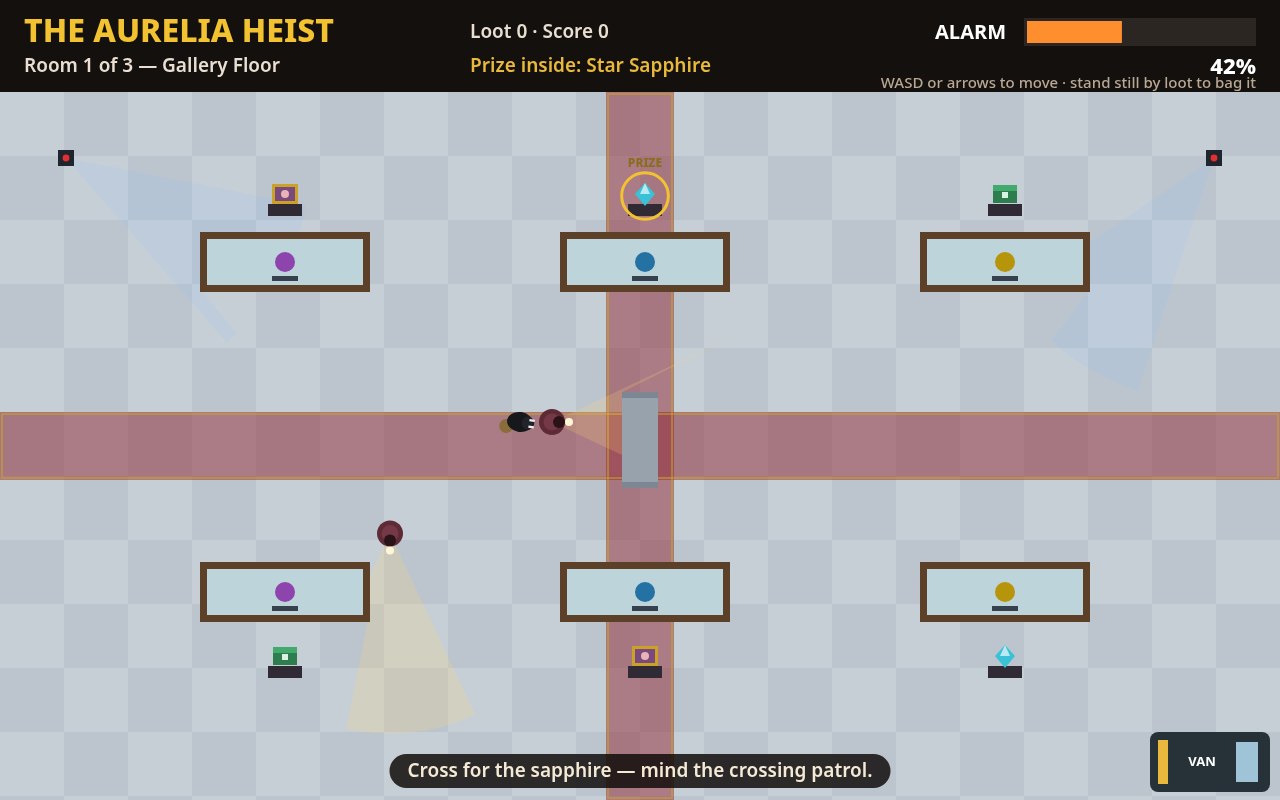 THE AURELIA HEIST
Room 1 of 3 — Gallery Floor
Loot 0 · Score 0
Prize inside: Star Sapphire
ALARM
42%
WASD or arrows to move · stand still by loot to bag it
PRIZE
VAN
Cross for the sapphire — mind the crossing patrol.